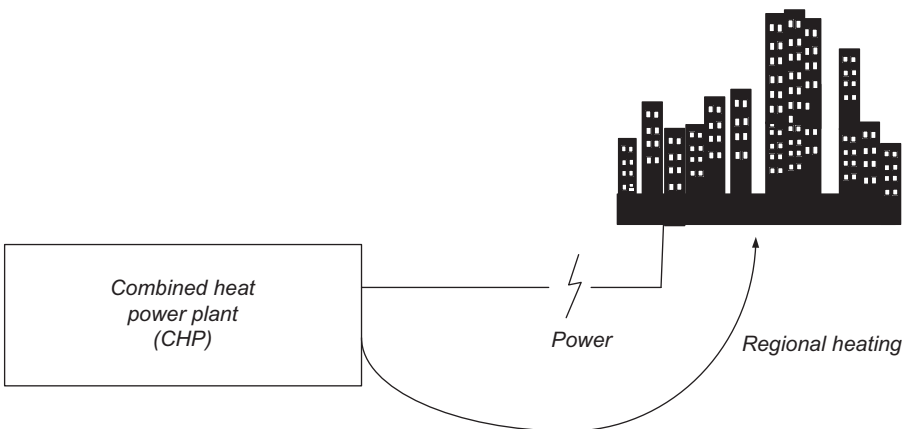 Combined heat
power plant
(CHP)
Power
Regional heating